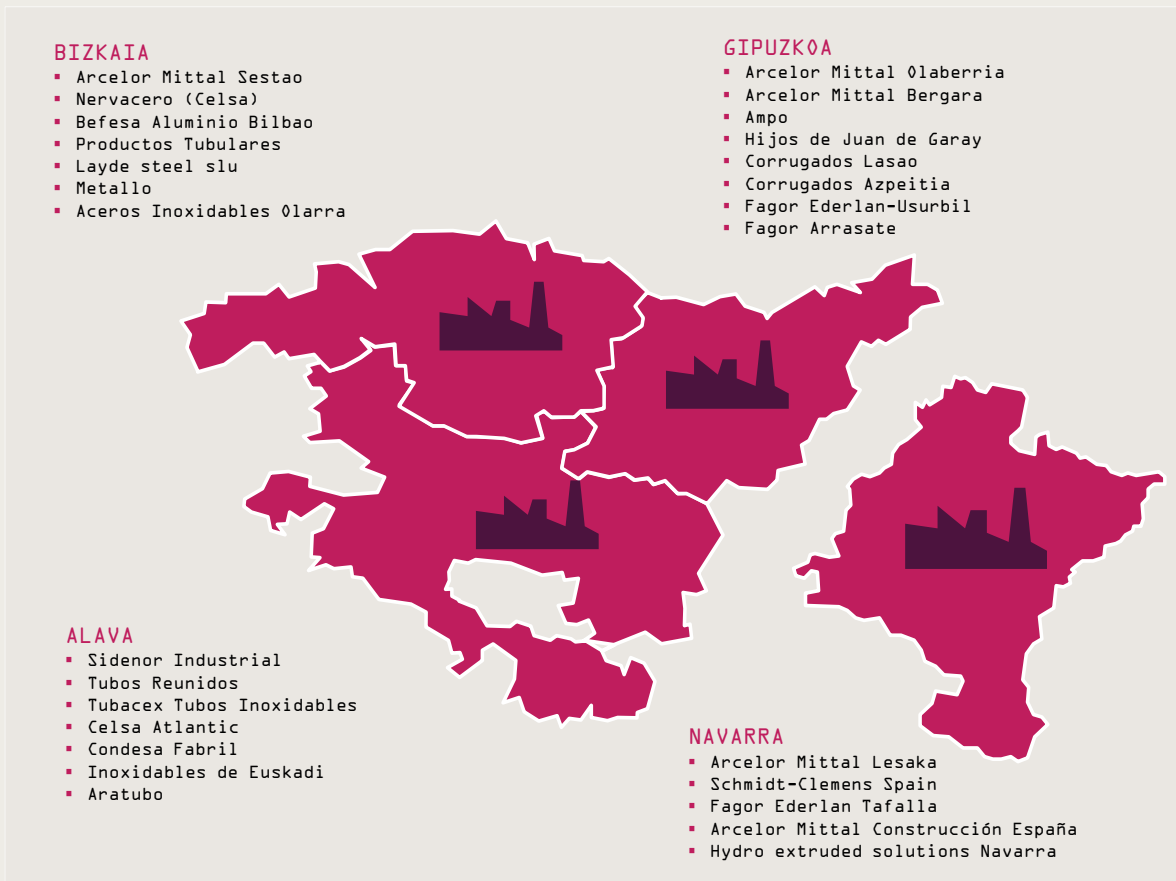 BIZKAIA
▪ Arcelor Mittal Sestao
▪ Nervacero (Celsa)
▪ Befesa Aluminio Bilbao
▪ Productos Tubulares
▪ Layde steel slu
▪ Metallo
▪ Aceros Inoxidables Olarra
GIPUZKOA
▪ Arcelor Mittal Olaberria
▪ Arcelor Mittal Bergara
▪ Ampo
▪ Hijos de Juan de Garay
▪ Corrugados Lasao
▪ Corrugados Azpeitia
▪ Fagor Ederlan-Usurbil
▪ Fagor Arrasate
ALAVA
▪ Sidenor Industrial
▪ Tubos Reunidos
▪ Tubacex Tubos Inoxidables
▪ Celsa Atlantic
▪ Condesa Fabril
▪ Inoxidables de Euskadi
▪ Aratubo
NAVARRA
▪ Arcelor Mittal Lesaka
▪ Schmidt-Clemens Spain
▪ Fagor Ederlan Tafalla
▪ Arcelor Mittal Construcción España
▪ Hydro extruded solutions Navarra